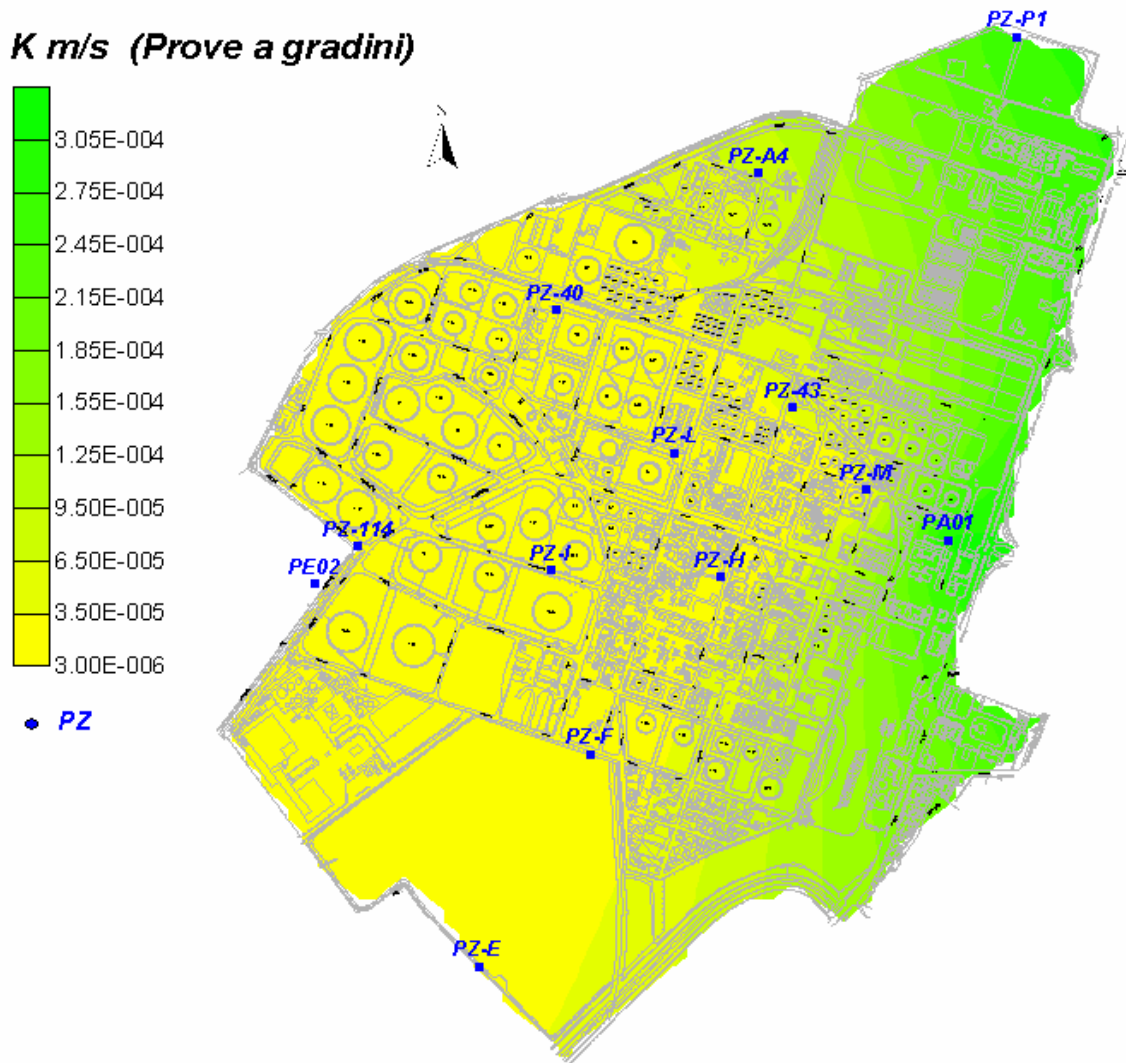 PZ-P1
K m/s (Prove a gradini)
3.05E-004
2.75E-004
2.45E-004
2.15E-004
1.85E-004
1.55E-004
1.25E-004
9.50E-005
6.50E-005
3.50E-005
3.00E-006
PZ
N
PZ-A4
PZ-40
PZ-43
PZ-L
PZ-M
PA01
PZ-114
PE02
PZ-I
PZ-H
PZ-F
PZ-E